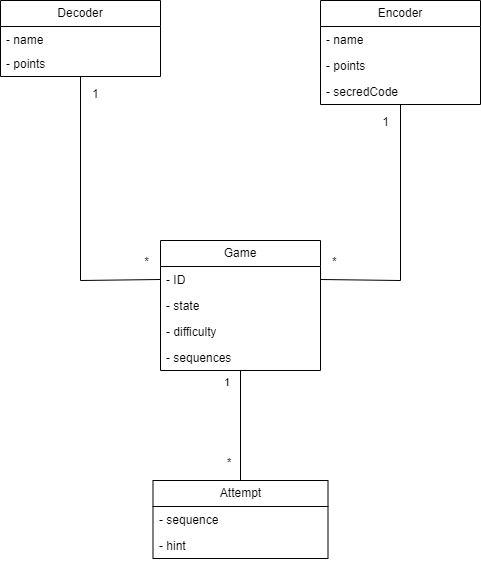 Decoder
- name
- points
1
Encoder
- name
- points
- secredCode
1
*
*
Game
- ID
- state
- difficulty
- sequences
1
*
Attempt
- sequence
- hint